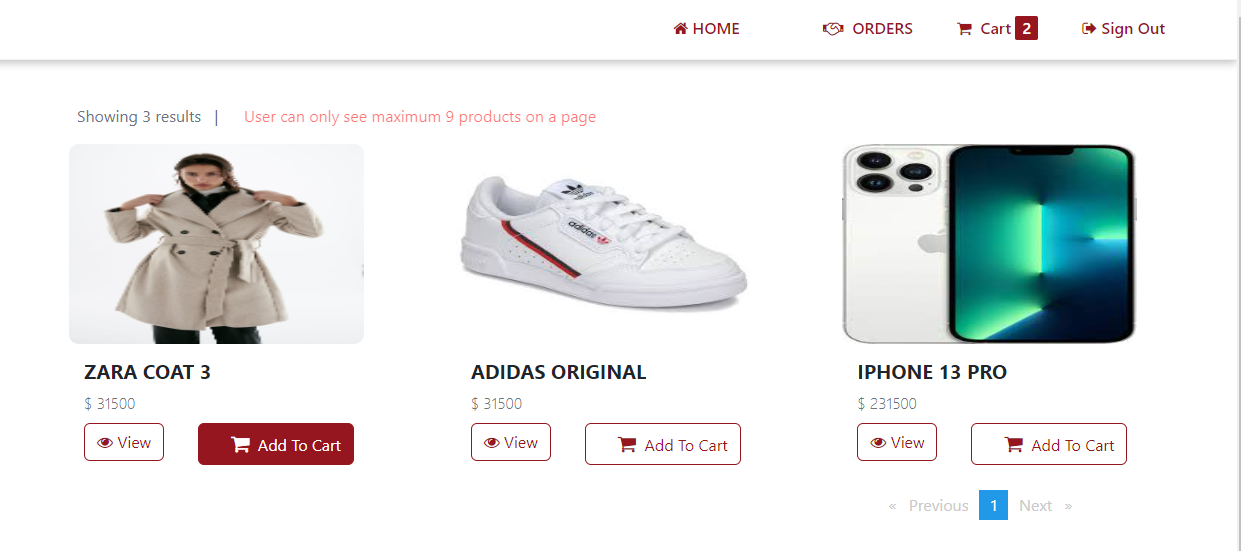 HOME ORDERS Cart 2 Sign Out
Showing 3 results | User can only see maximum 9 products on a page
adidas
ZARA COAT 3 ADIDAS ORIGINAL IPHONE 13 PRO
$ 31500 $ 31500 $ 231500
View Add To Cart View Add To Cart View Add To Cart
« Previous 1 Next »